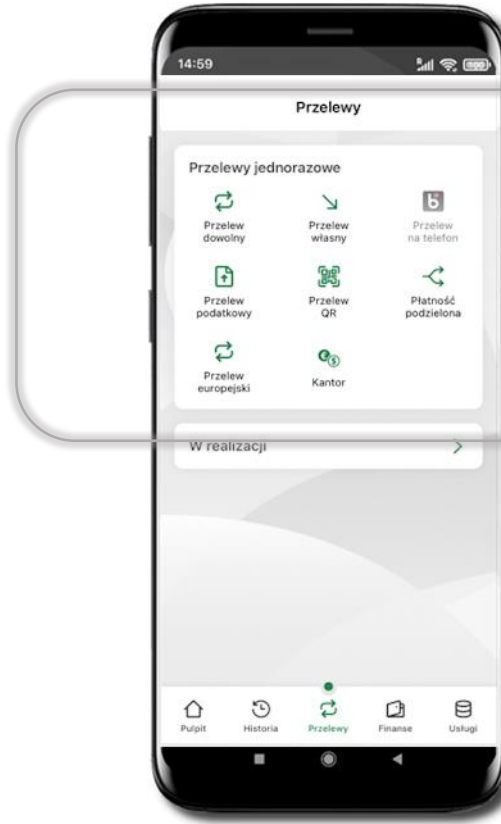 14:59
Przelewy
Przelewy jednorazowe
Przelew
dowolny
Przelew
własny
Przelew
na telefon
Przelew
podatkowy
Przelew
QR
Płatność
podzielona
Przelew
europejski
Kantor
W realizacji
Pulpit
Historia
Przelewy
Finanse
Usługi